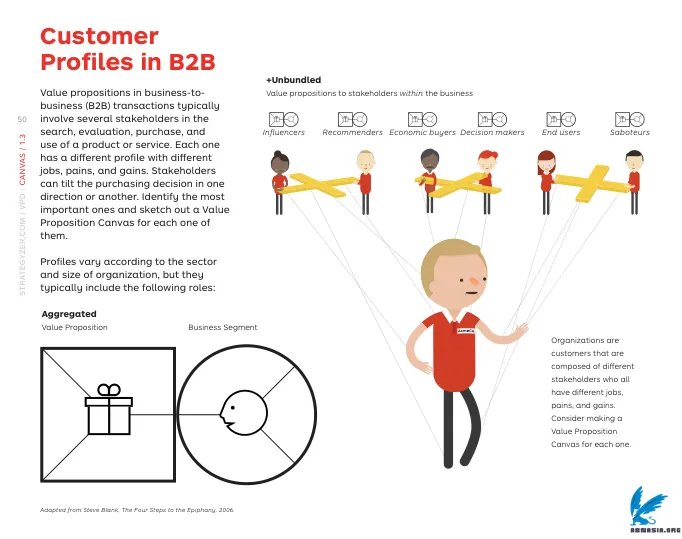 Customer
Profiles in B2B
Value propositions in business-to-
business (B2B) transactions typically
involve several stakeholders in the
search, evaluation, purchase, and
use of a product or service. Each one
has a different profile with different
jobs, pains, and gains. Stakeholders
can tilt the purchasing decision in one
direction or another. Identify the most
important ones and sketch out a Value
Proposition Canvas for each one of
them.
Profiles vary according to the sector
and size of organization, but they
typically include the following roles:
50
STRATEGYZER.COM / VPD / CANVAS / 1.3
+Unbundled
Value propositions to stakeholders within the business
Influencers Recommenders Economic buyers Decision makers End users Saboteurs
AcmeCo
Aggregated
Value Proposition Business Segment
Organizations are
customers that are
composed of different
stakeholders who all
have different jobs,
pains, and gains.
Consider making a
Value Proposition
Canvas for each one.
Adapted from Steve Blank, The Four Steps to the Epiphany, 2006.
ARMASIA.ORG